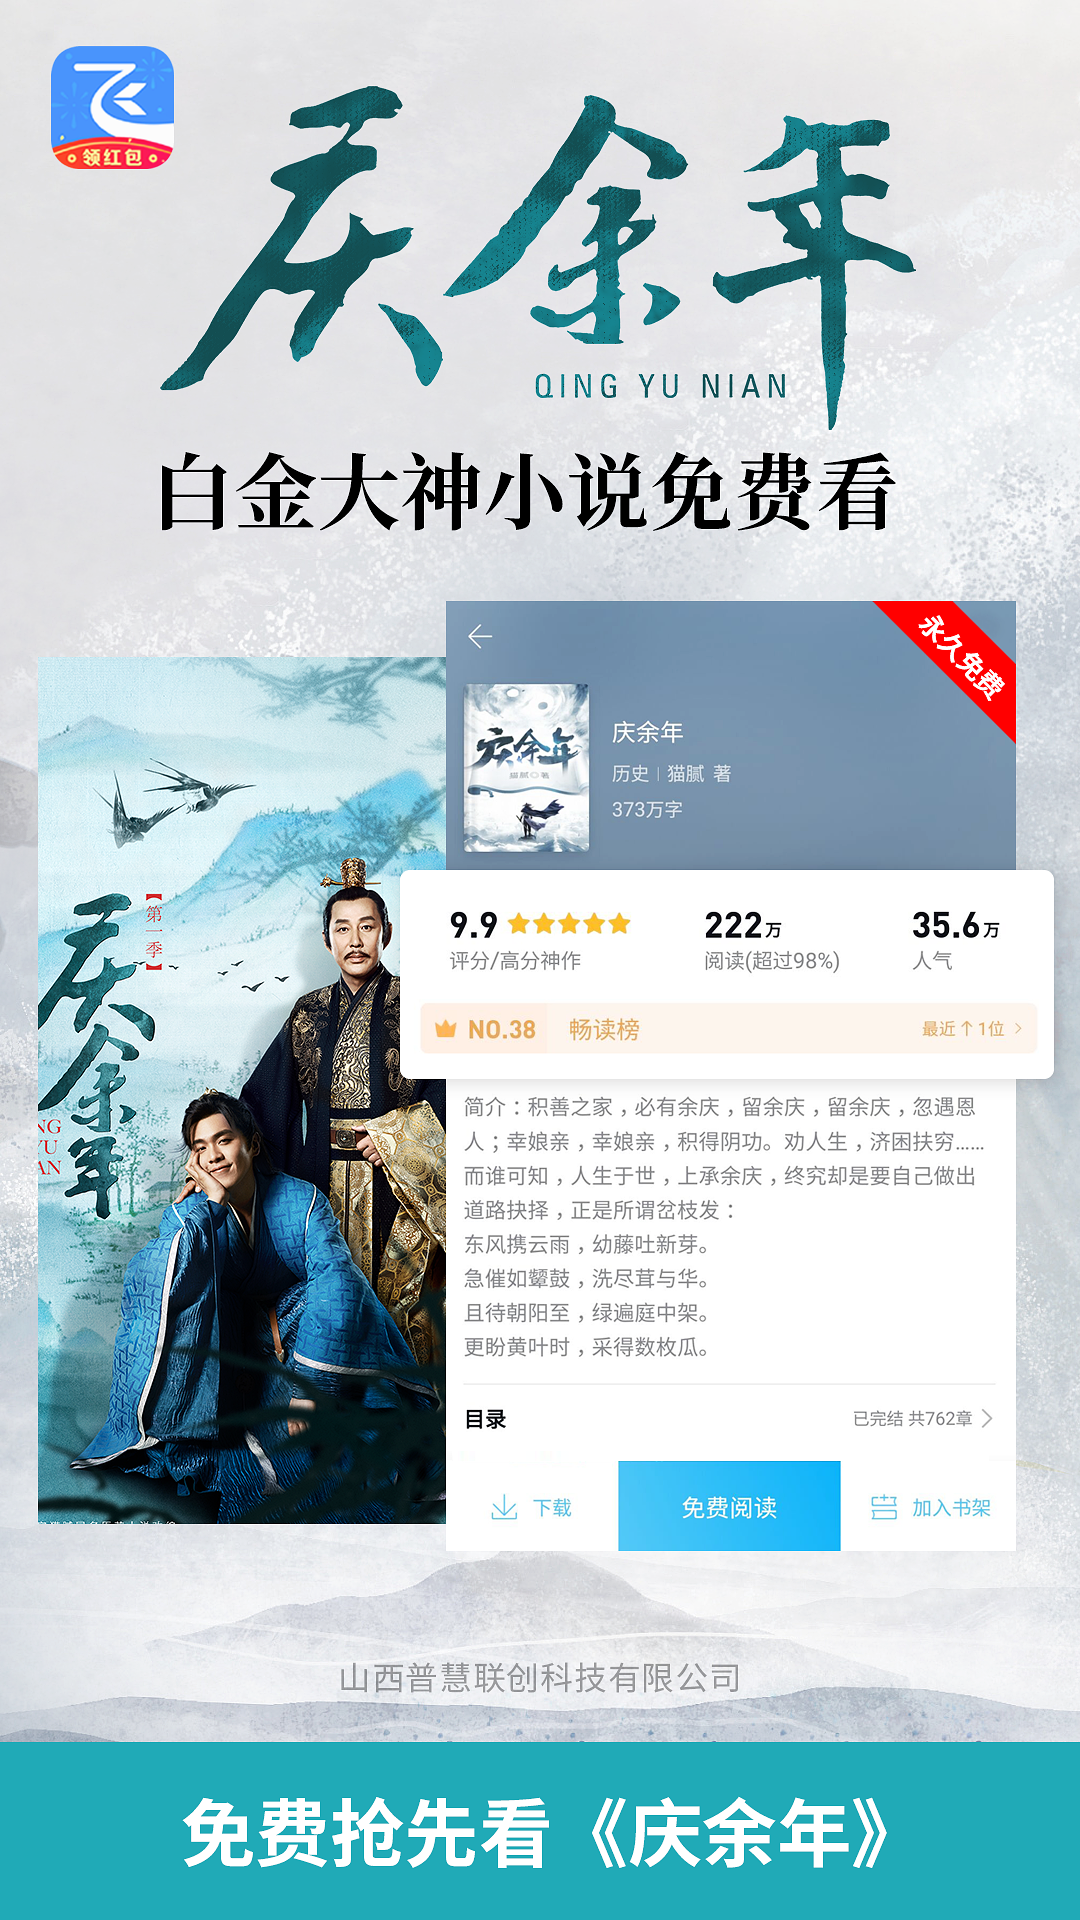 飞
领红包
庆余年
QING YU NIAN
白金大神小说免费看
永久免费
庆余年
猫腻 著
庆余年
历史 | 猫腻 著
373万字
【第一季】
庆余年
NG
YU
AN
9.9
222万
35.6万
评分/高分神作
阅读(超过98%)
人气
NO.38 畅读榜
最近↑1位
简介：积善之家，必有余庆，留余庆，留余庆，忽遇恩
人；幸娘亲，幸娘亲，积得阴功。劝人生，济困扶穷……
而谁可知，人生于世，上承余庆，终究却是要自己做出
道路抉择，正是所谓岔枝发：
东风携云雨，幼藤吐新芽。
急催如颦鼓，洗尽茸与华。
且待朝阳至，绿遍庭中架。
更盼黄叶时，采得数枚瓜。
目录
已完结 共762章
下载
免费阅读
加入书架
山西普慧联创科技有限公司
免费抢先看《庆余年》